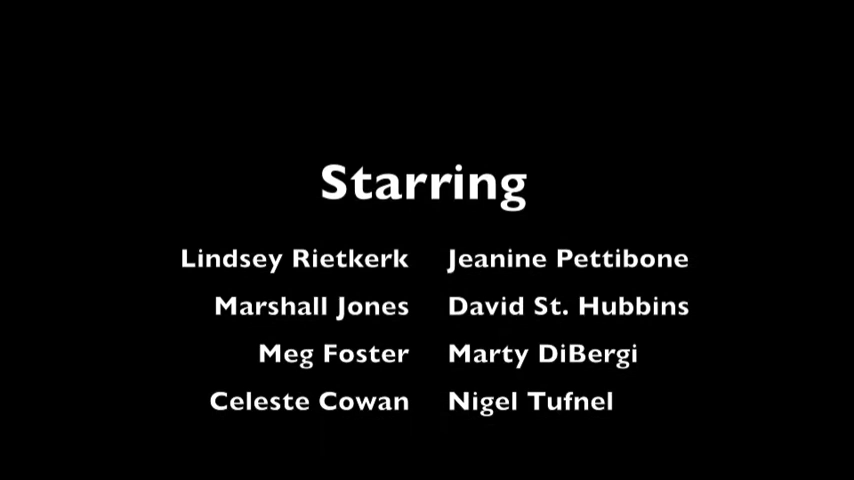 Starring
Lindsey Rietkerk Jeanine Pettibone
Marshall Jones David St. Hubbins
Meg Foster Marty DiBergi
Celeste Cowan Nigel Tufnel